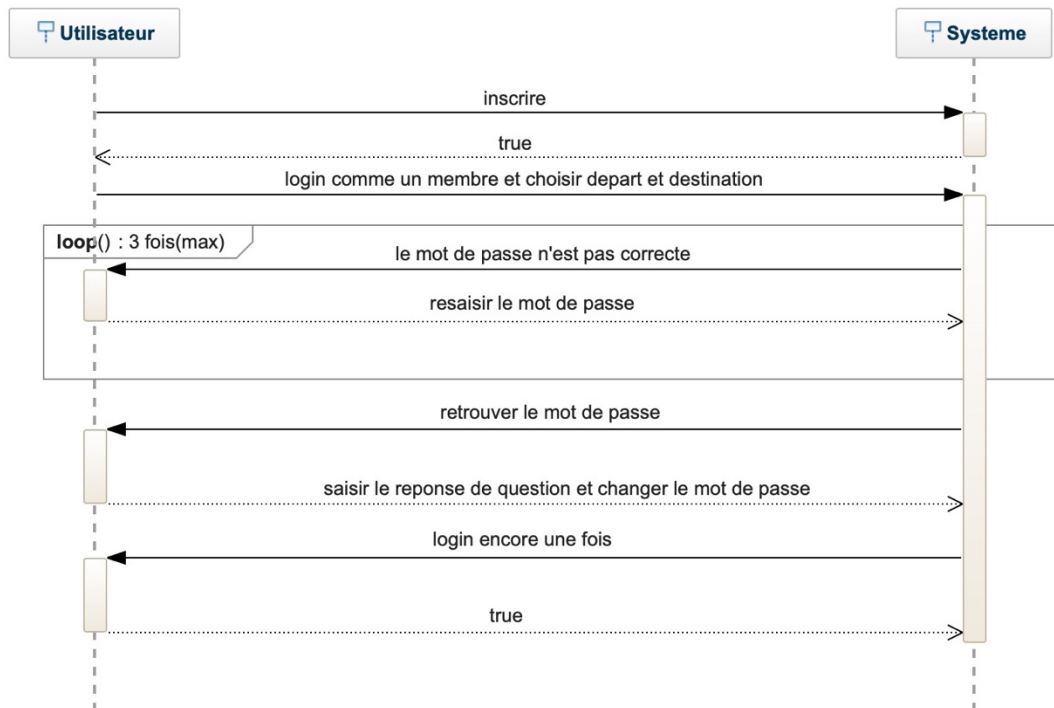 Utilisateur
Systeme
inscrire
true
login comme un membre et choisir depart et destination
loop() : 3 fois(max)
le mot de passe n'est pas correcte
resaisir le mot de passe
retrouver le mot de passe
saisir le reponse de question et changer le mot de passe
login encore une fois
true